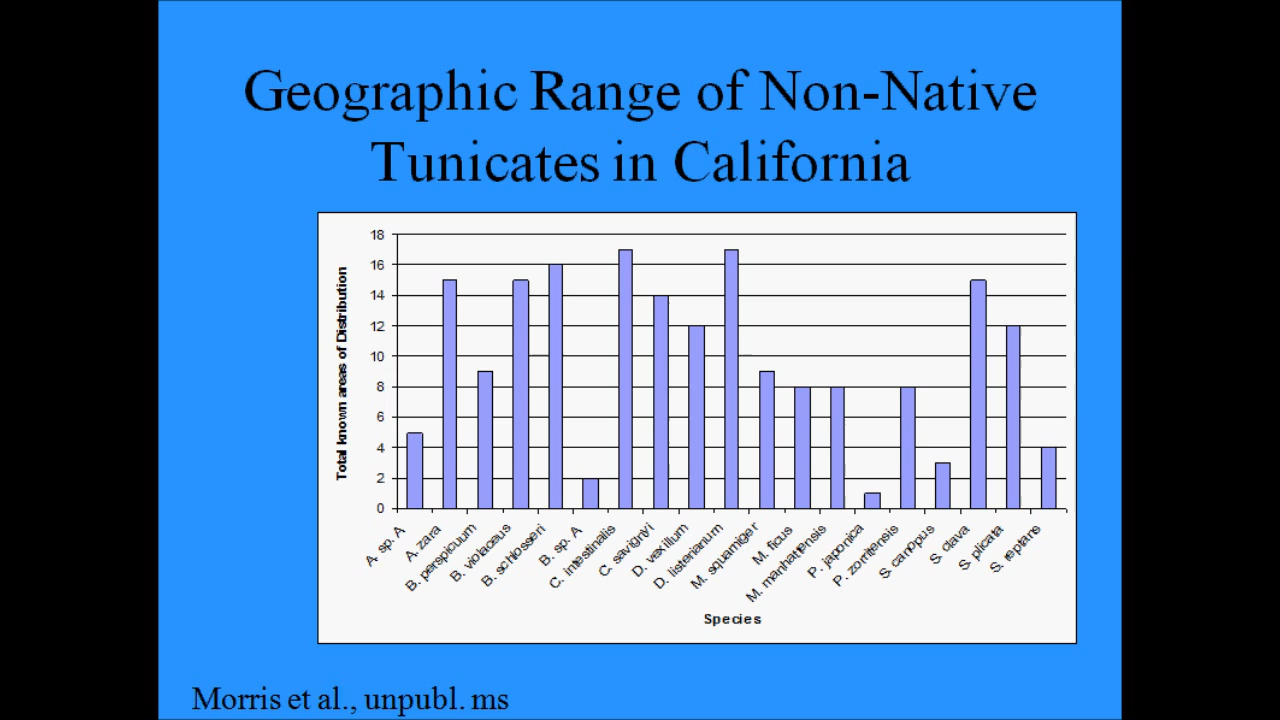 Geographic Range of Non-Native
Tunicates in California
18
16
14
12
10
8
6
4
2
0
Total known areas of Distribution
A. sp. A
A. zara
B. perspicuum
B. violaceus
B. schlosseri
B. sp. A
C. intestinalis
C. savignyi
D. vexillum
D. listerianum
M. squamiger
M. ficus
M. manhattensis
P. japonica
P. zorritensis
S. canopus
S. clava
S. plicata
S. reptans
Species
Morris et al., unpubl. ms